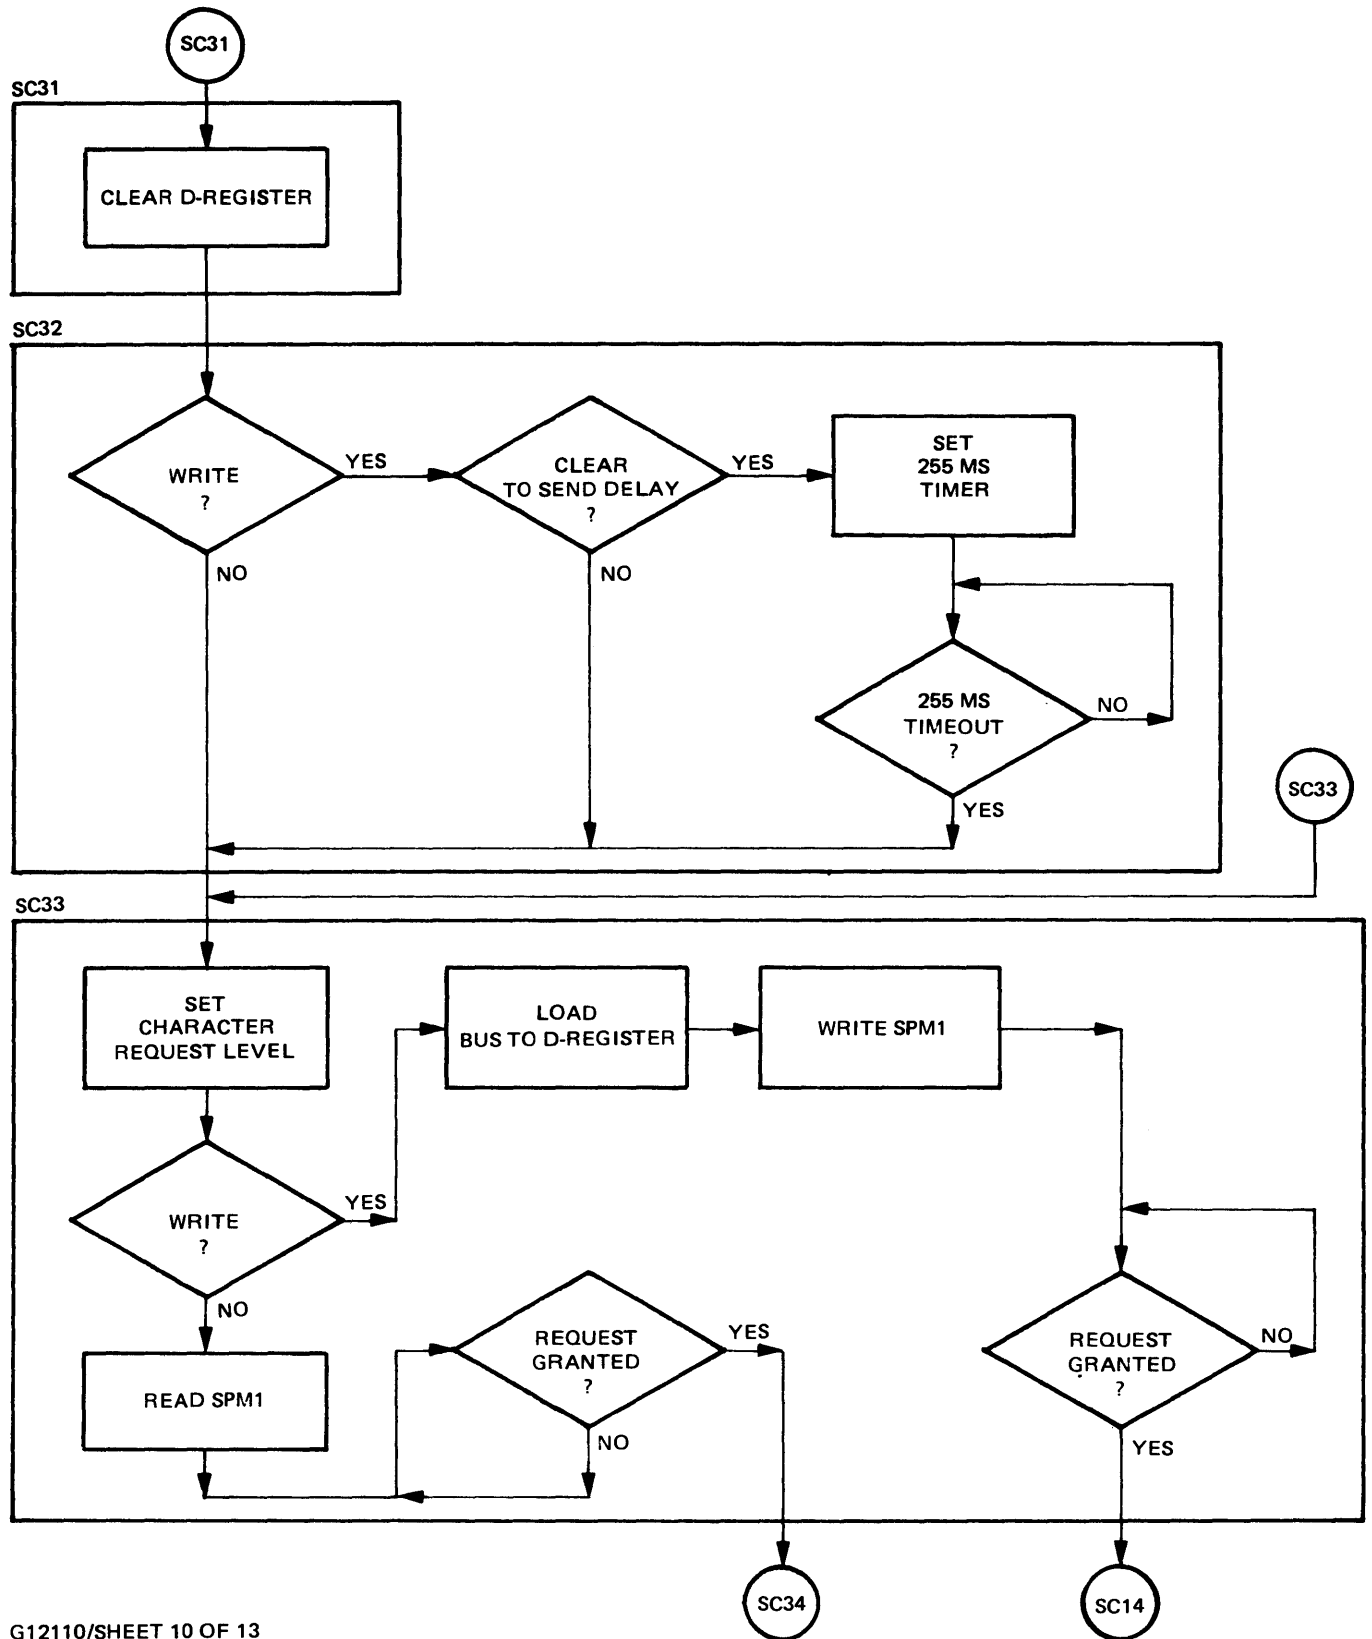 SC31
SC31
CLEAR D-REGISTER
SC32
WRITE
?
YES
NO
CLEAR
TO SEND DELAY
?
YES
NO
SET
255 MS
TIMER
255 MS
TIMEOUT
?
NO
YES
SC33
SC33
SET
CHARACTER
REQUEST LEVEL
LOAD
BUS TO D-REGISTER
WRITE SPM1
WRITE
?
YES
NO
READ SPM1
REQUEST
GRANTED
?
YES
NO
REQUEST
GRANTED
?
NO
YES
SC34
SC14
G12110/SHEET 10 OF 13